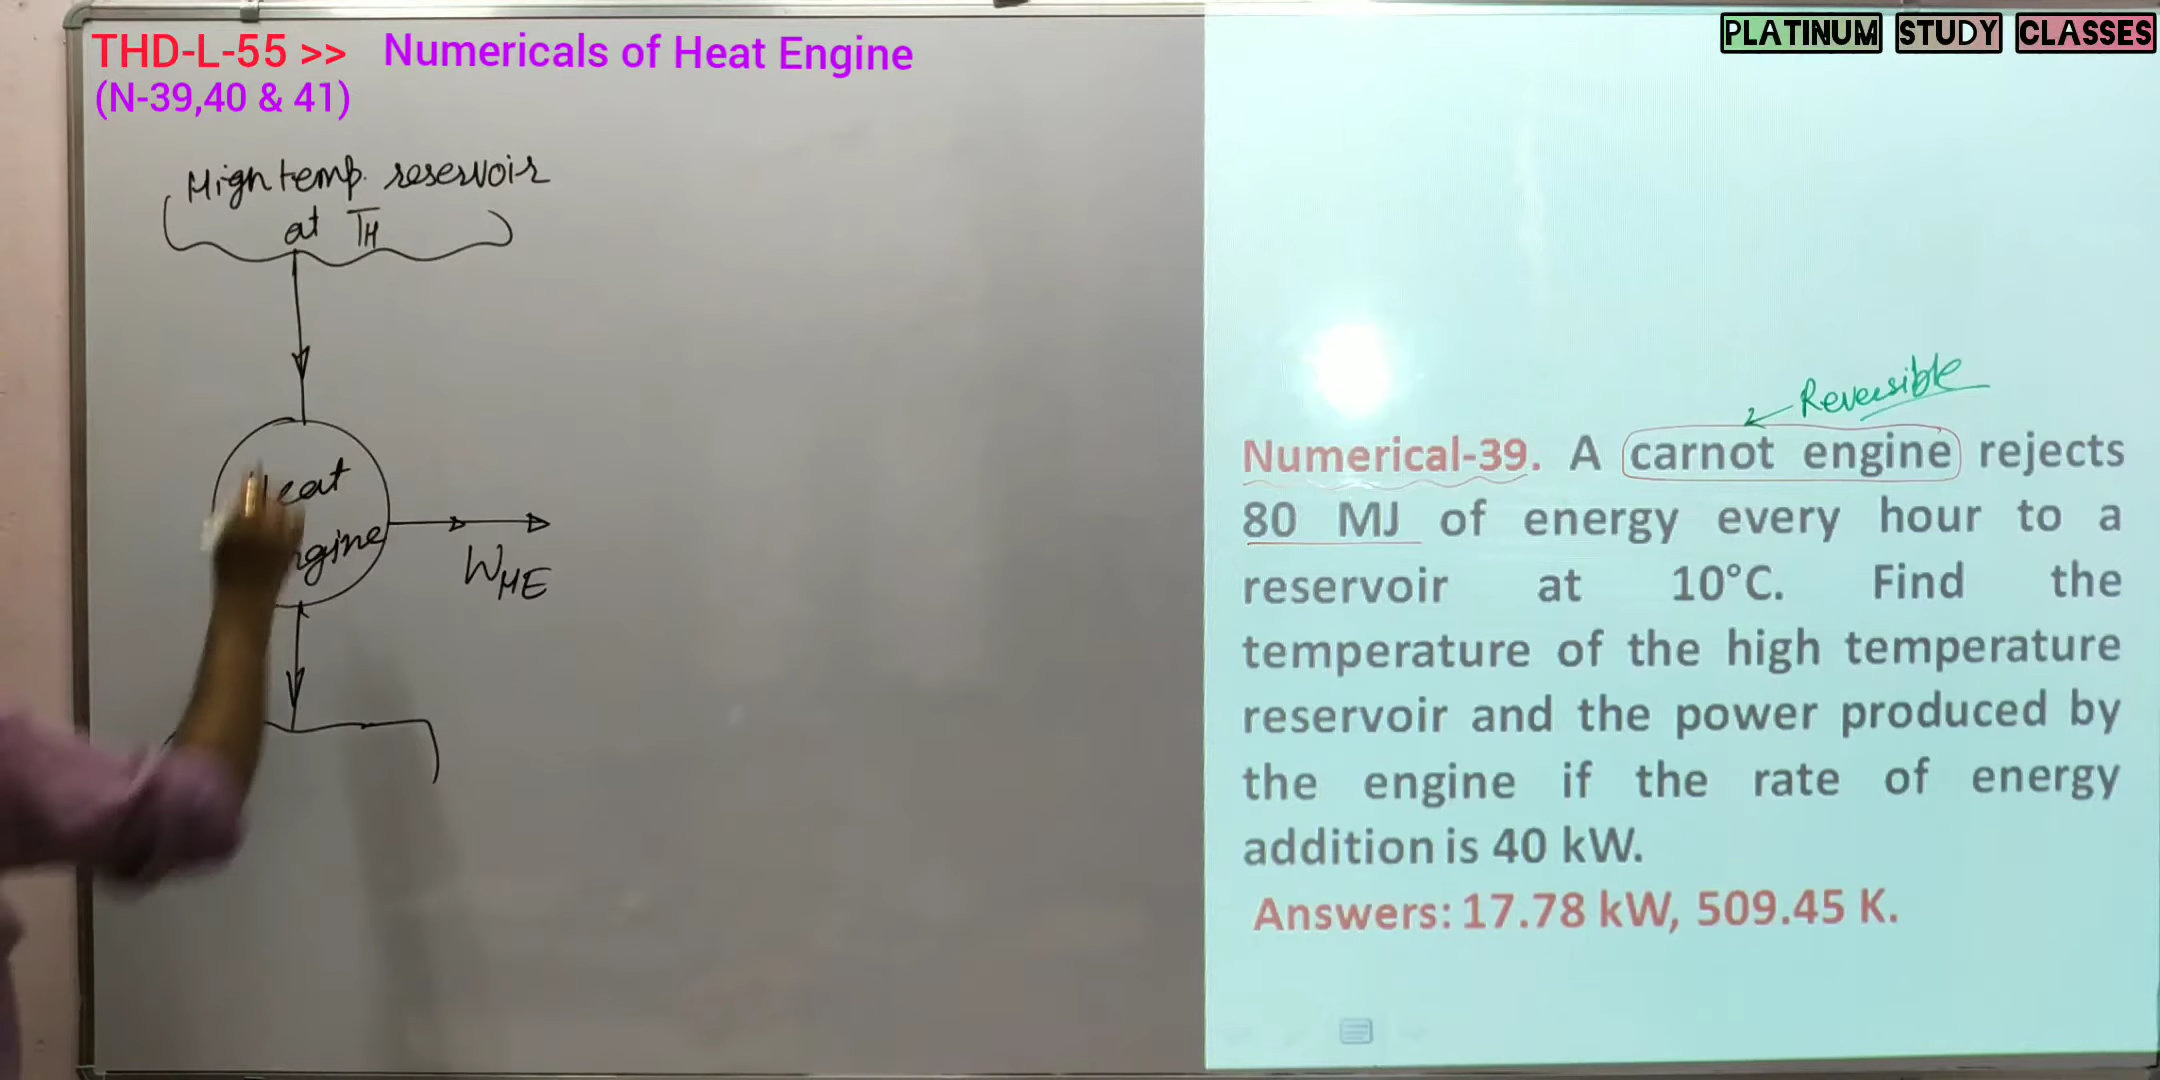 THD-L-55 >> Numericals of Heat Engine
(N-39,40 & 41)
PLATINUM STUDY CLASSES
High temp. reservoir
at TH
WHE
Reversible
Numerical-39. A carnot engine rejects
80 MJ of energy every hour to a
reservoir at 10°C. Find the
temperature of the high temperature
reservoir and the power produced by
the engine if the rate of energy
addition is 40 kW.
Answers: 17.78 kW, 509.45 K.